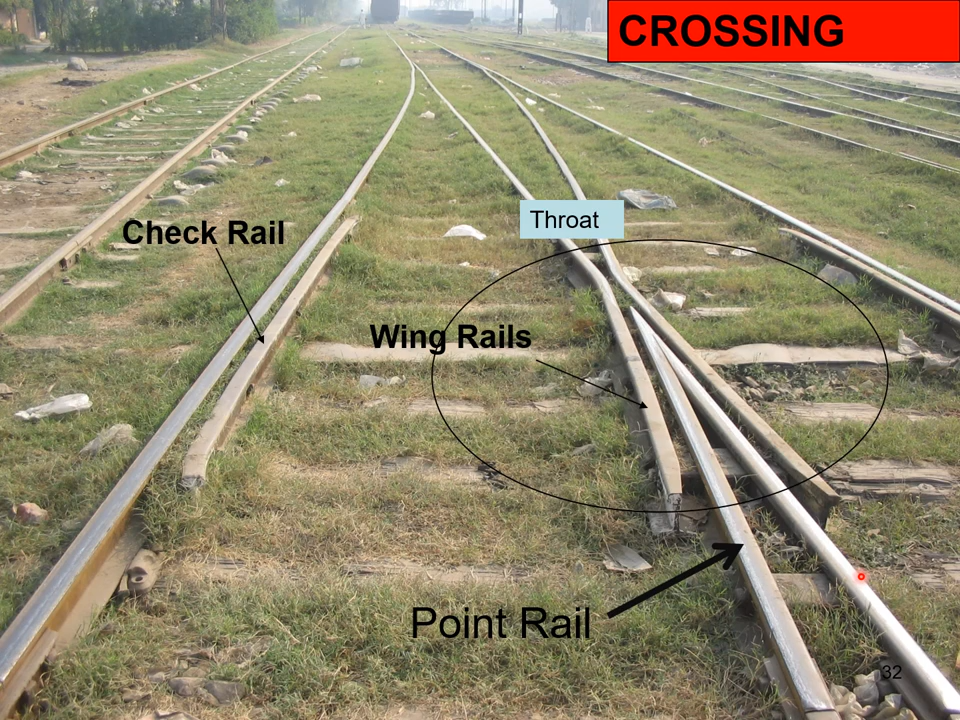 CROSSING
Throat
Check Rail
Wing Rails
Point Rail
32